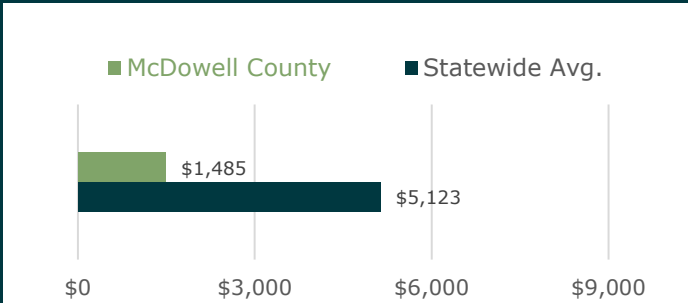 McDowell County Statewide Avg.
$1,485
$5,123
$0 $3,000 $6,000 $9,000